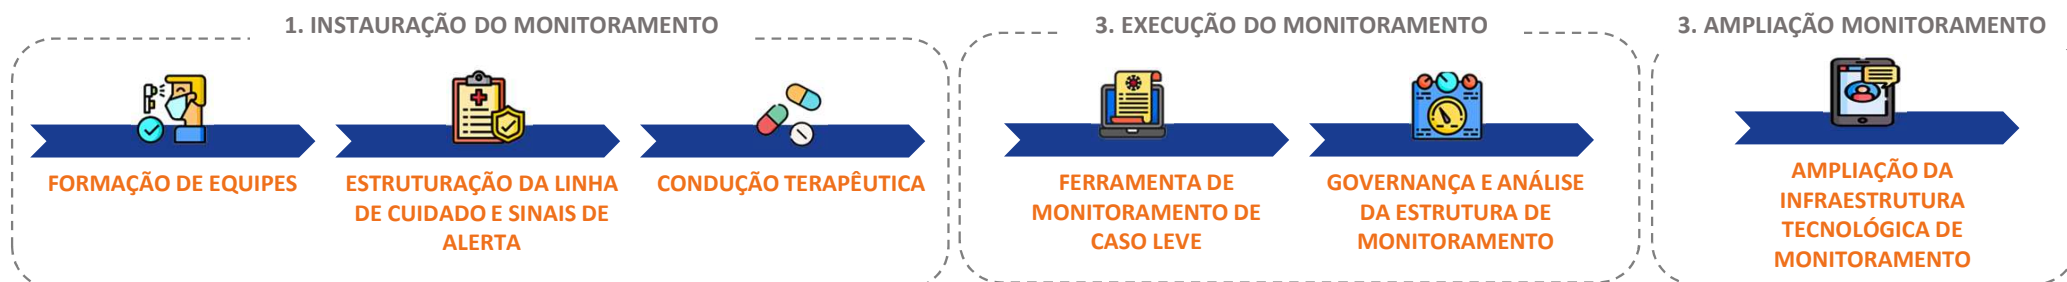 1. INSTAURAÇÃO DO MONITORAMENTO
FORMAÇÃO DE EQUIPES
ESTRUTURAÇÃO DA LINHA
DE CUIDADO E SINAIS DE
ALERTA
CONDUÇÃO TERAPÊUTICA
3. EXECUÇÃO DO MONITORAMENTO
FERRAMENTA DE
MONITORAMENTO DE
CASO LEVE
GOVERNANÇA E ANÁLISE
DA ESTRUTURA DE
MONITORAMENTO
3. AMPLIAÇÃO MONITORAMENTO
AMPLIAÇÃO DA
INFRAESTRUTURA
TECNOLÓGICA DE
MONITORAMENTO